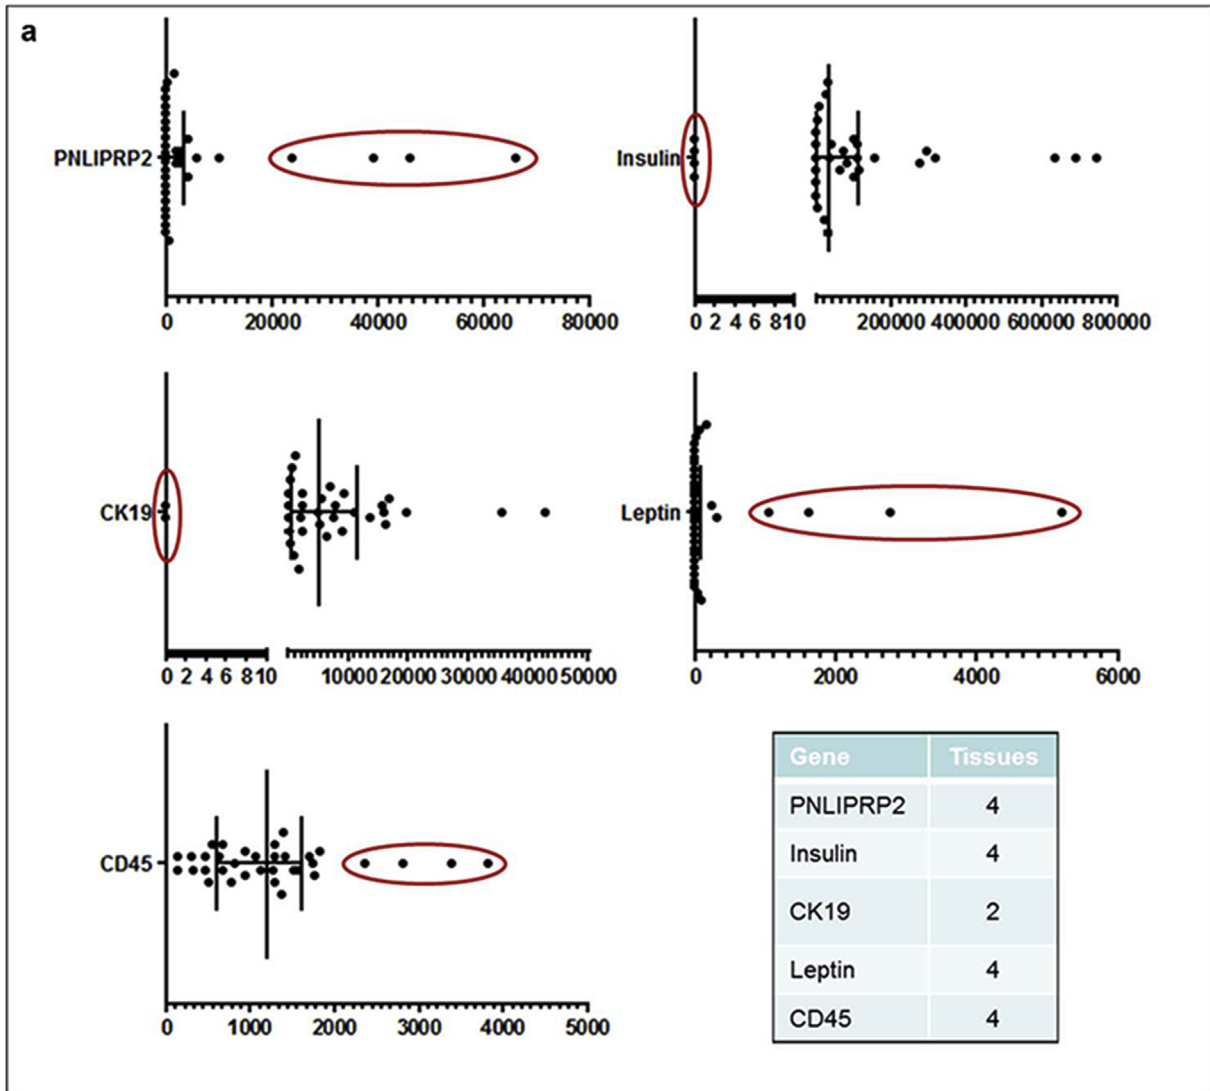 a
PNLIPRP2
0 20000 40000 60000 80000
Insulin
0 2 4 6 8 10 200000 400000 600000 800000
CK19
0 2 4 6 8 10 10000 20000 30000 40000 50000
Leptin
0 2000 4000 6000
CD45
0 1000 2000 3000 4000 5000
Gene Tissues
PNLIPRP2 4
Insulin 4
CK19 2
Leptin 4
CD45 4